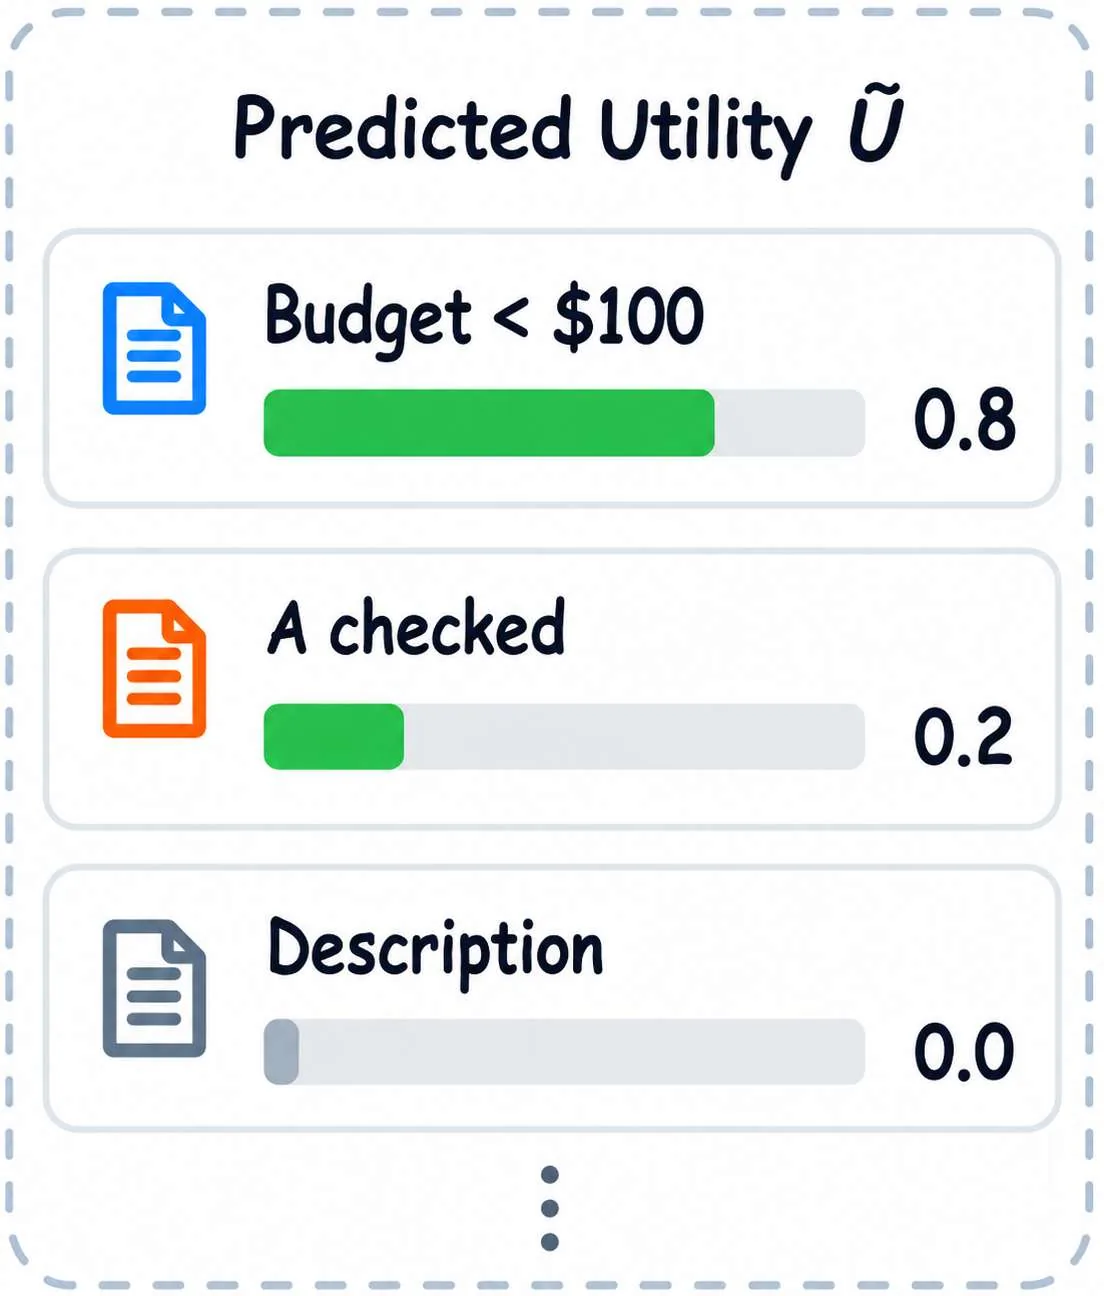 Predicted Utility Ũ
Budget < $100
0.8
A checked
0.2
Description
0.0